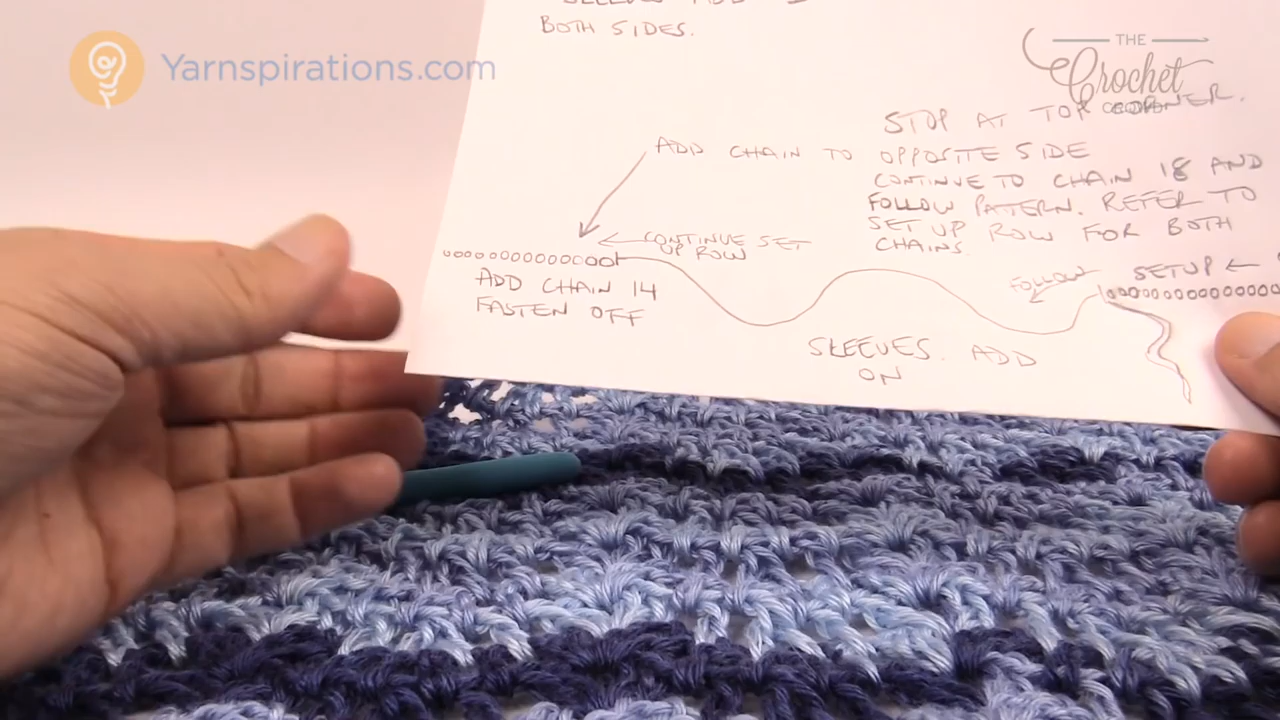 BOTH SIDES.
Yarnspirations.com
THE
Crochet
STOP AT TOP CORNER.
ADD CHAIN TO OPPOSITE SIDE
CONTINUE TO CHAIN 18 AND
FOLLOW PATTERN. REFER TO
SET UP ROW FOR BOTH
CHAINS.
CONTINUE SET
UP ROW
ADD CHAIN 14
FASTEN OFF
FOLLOW
SETUP
SLEEVES. ADD
ON